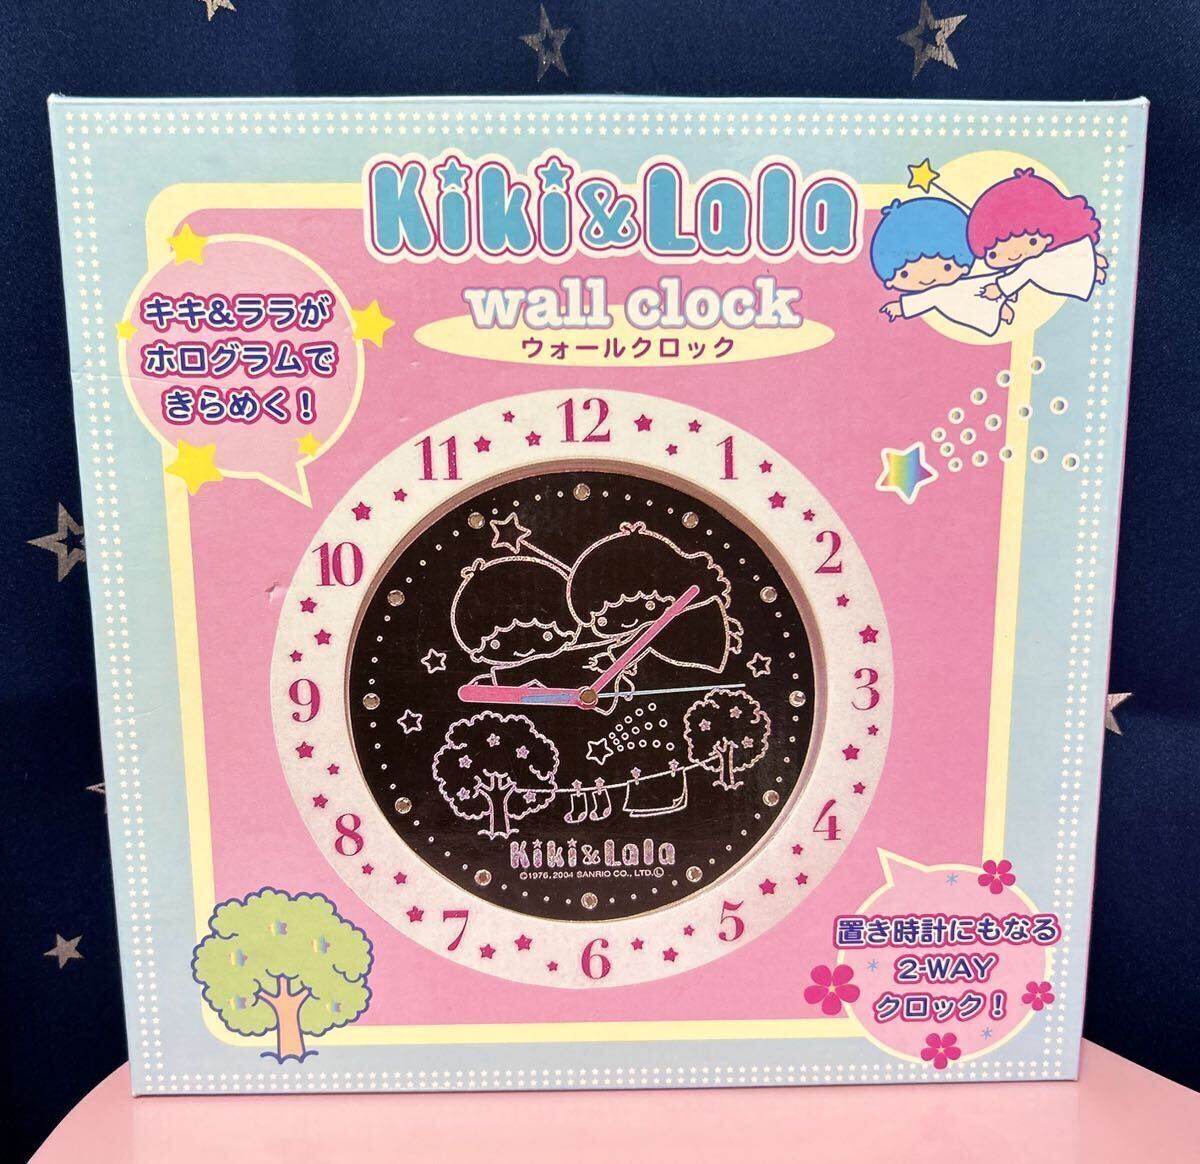 Kiki&Lala
wall clock
ウォールクロック
キキ&ララが
ホログラムで
きらめく!
12
1
2
3
4
5
6
7
8
9
10
11
Kiki&Lala
©1976, 2004 SANRIO CO., LTD.Ⓛ
置き時計にもなる
2-WAY
クロック!